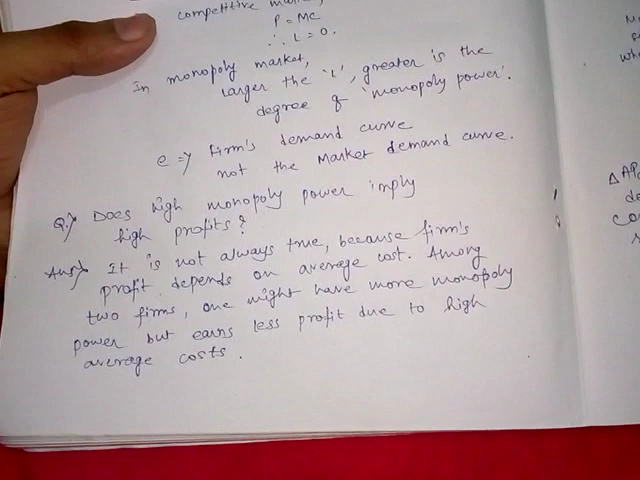 competitive
P = MC
∴ L = 0.
In monopoly market,
larger the 'L', greater is the
degree of 'monopoly power'.
e => Firm's demand curve
not the Market demand curve.
Q.> Does high monopoly power imply
high profits?
Ans> It is not always true, because firm's
profit depends on average cost. Among
two firms, one might have more monopoly
power but earns less profit due to high
average costs.
Δ AP
de
co